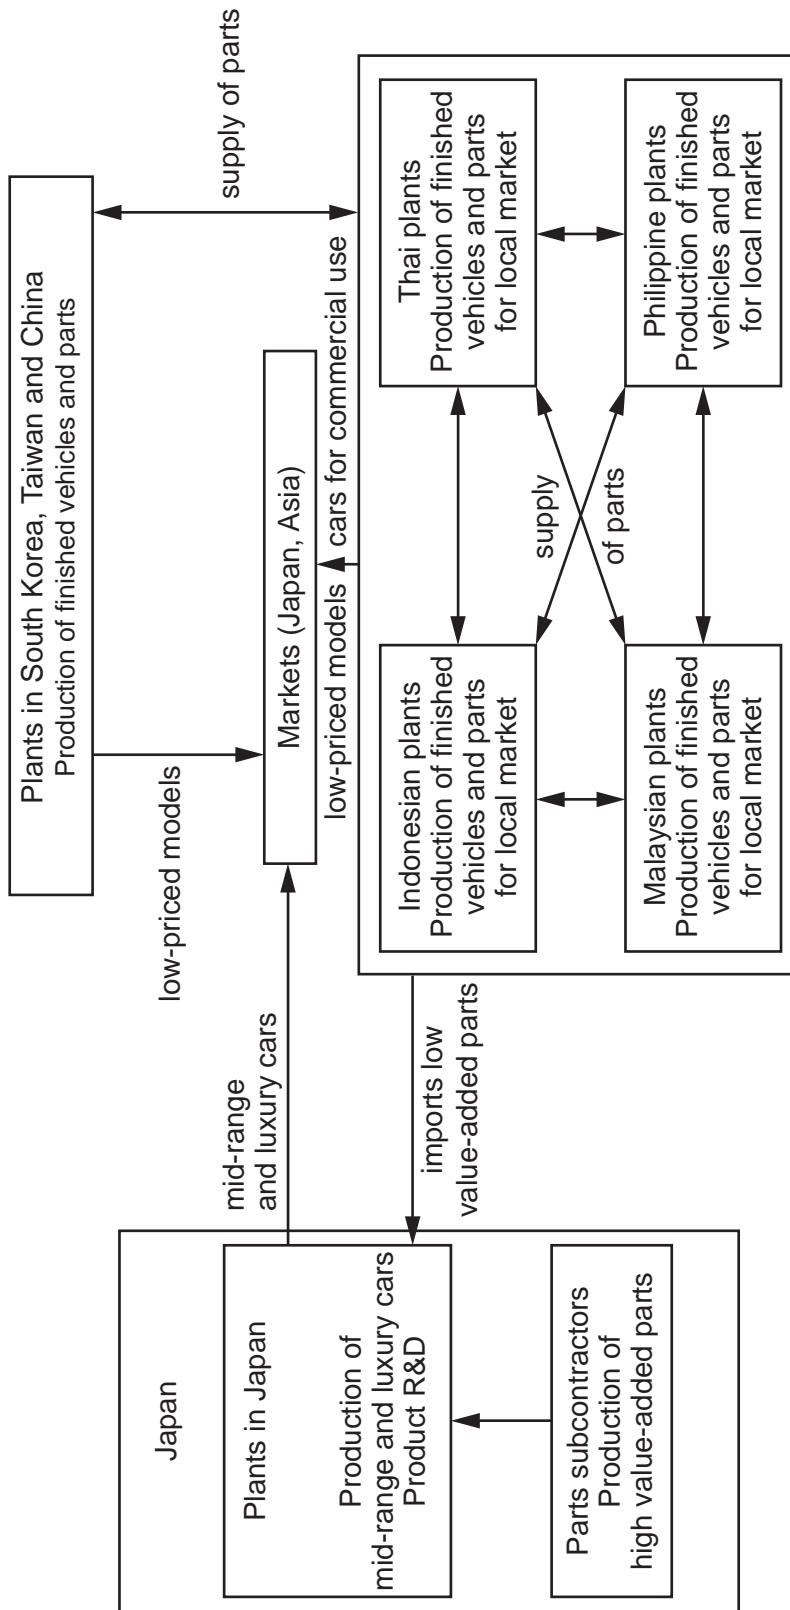 Plants in South Korea, Taiwan and China
Production of finished vehicles and parts
low-priced models
supply of parts
Markets (Japan, Asia)
mid-range
and luxury cars
low-priced models
cars for commercial use
Japan
Plants in Japan
Production of
mid-range and luxury cars
Product R&D
imports low
value-added parts
Parts subcontractors
Production of
high value-added parts
Indonesian plants
Production of finished
vehicles and parts
for local market
Thai plants
Production of finished
vehicles and parts
for local market
supply
of parts
Malaysian plants
Production of finished
vehicles and parts
for local market
Philippine plants
Production of finished
vehicles and parts
for local market